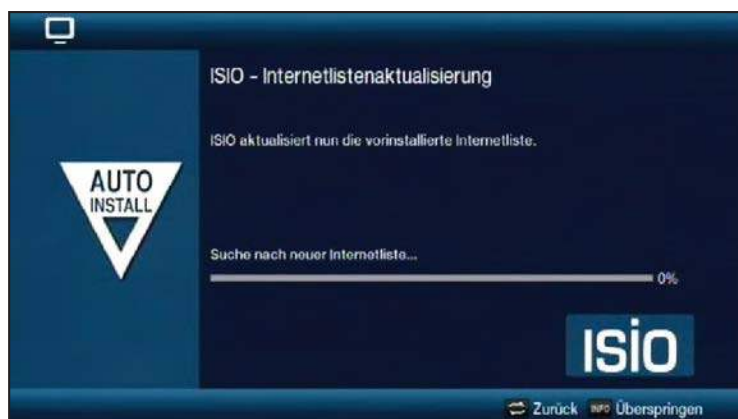 ISIO - Internetlistenaktualisierung
ISIO aktualisiert nun die vorinstallierte Internetliste.
AUTO
INSTALL
Suche nach neuer Internetliste...
0%
ISIO
Zurück INFO Überspringen